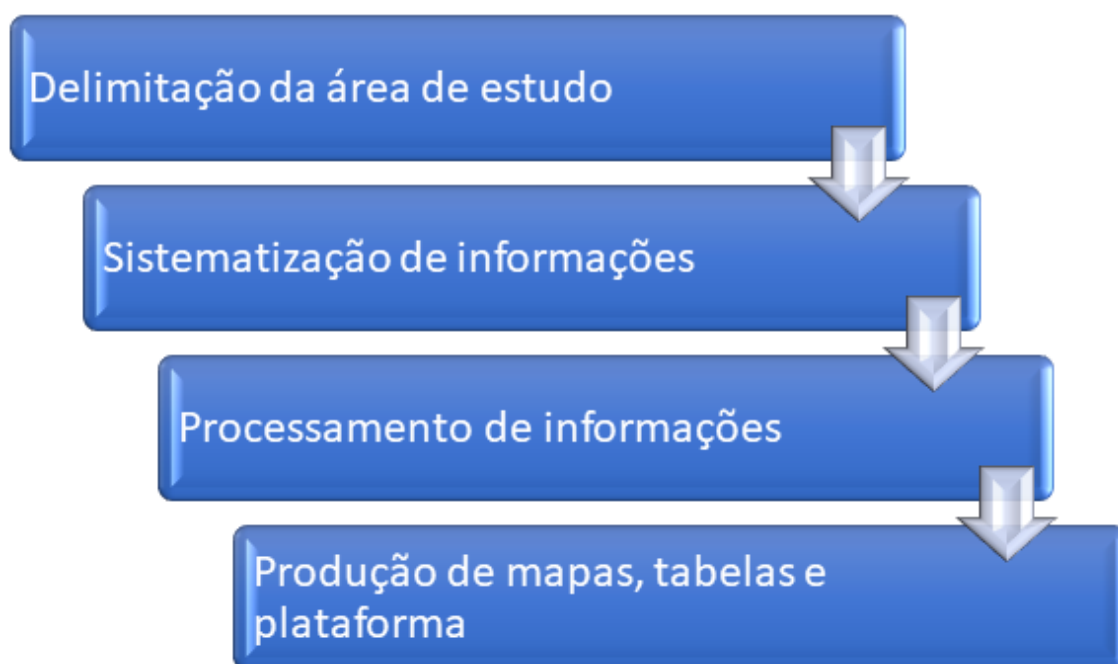 Delimitação da área de estudo
Sistematização de informações
Processamento de informações
Produção de mapas, tabelas e
plataforma